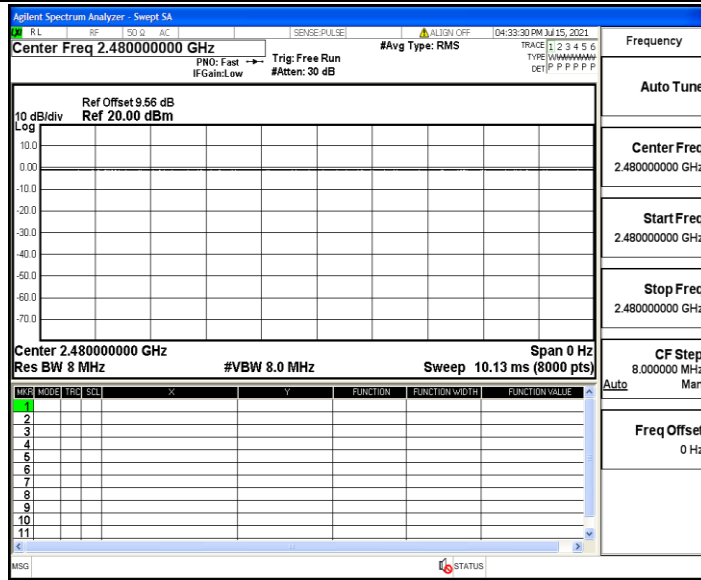 Agilent Spectrum Analyzer - Swept SA
RL RF 50 Ω AC SENSE:PULSE ALIGN OFF 04:33:30 PM Jul 15, 2021
Center Freq 2.480000000 GHz
PNO: Fast
IFGain:Low
Trig: Free Run
#Atten: 30 dB
#Avg Type: RMS
TRACE 1 2 3 4 5 6
TYPE WWWWWW
DET P P P P P P
Ref Offset 9.56 dB
10 dB/div Ref 20.00 dBm
Log
10.0
0.00
-10.0
-20.0
-30.0
-40.0
-50.0
-60.0
-70.0
Center 2.480000000 GHz Span 0 Hz
Res BW 8 MHz #VBW 8.0 MHz Sweep 10.13 ms (8000 pts)
MKR MODE TRC SCL X Y FUNCTION FUNCTION WIDTH FUNCTION VALUE
1
2
3
4
5
6
7
8
9
10
11
MSG STATUS
Frequency
Auto Tune
Center Freq
2.480000000 GHz
Start Freq
2.480000000 GHz
Stop Freq
2.480000000 GHz
CF Step
8.000000 MHz
Auto Man
Freq Offset
0 Hz